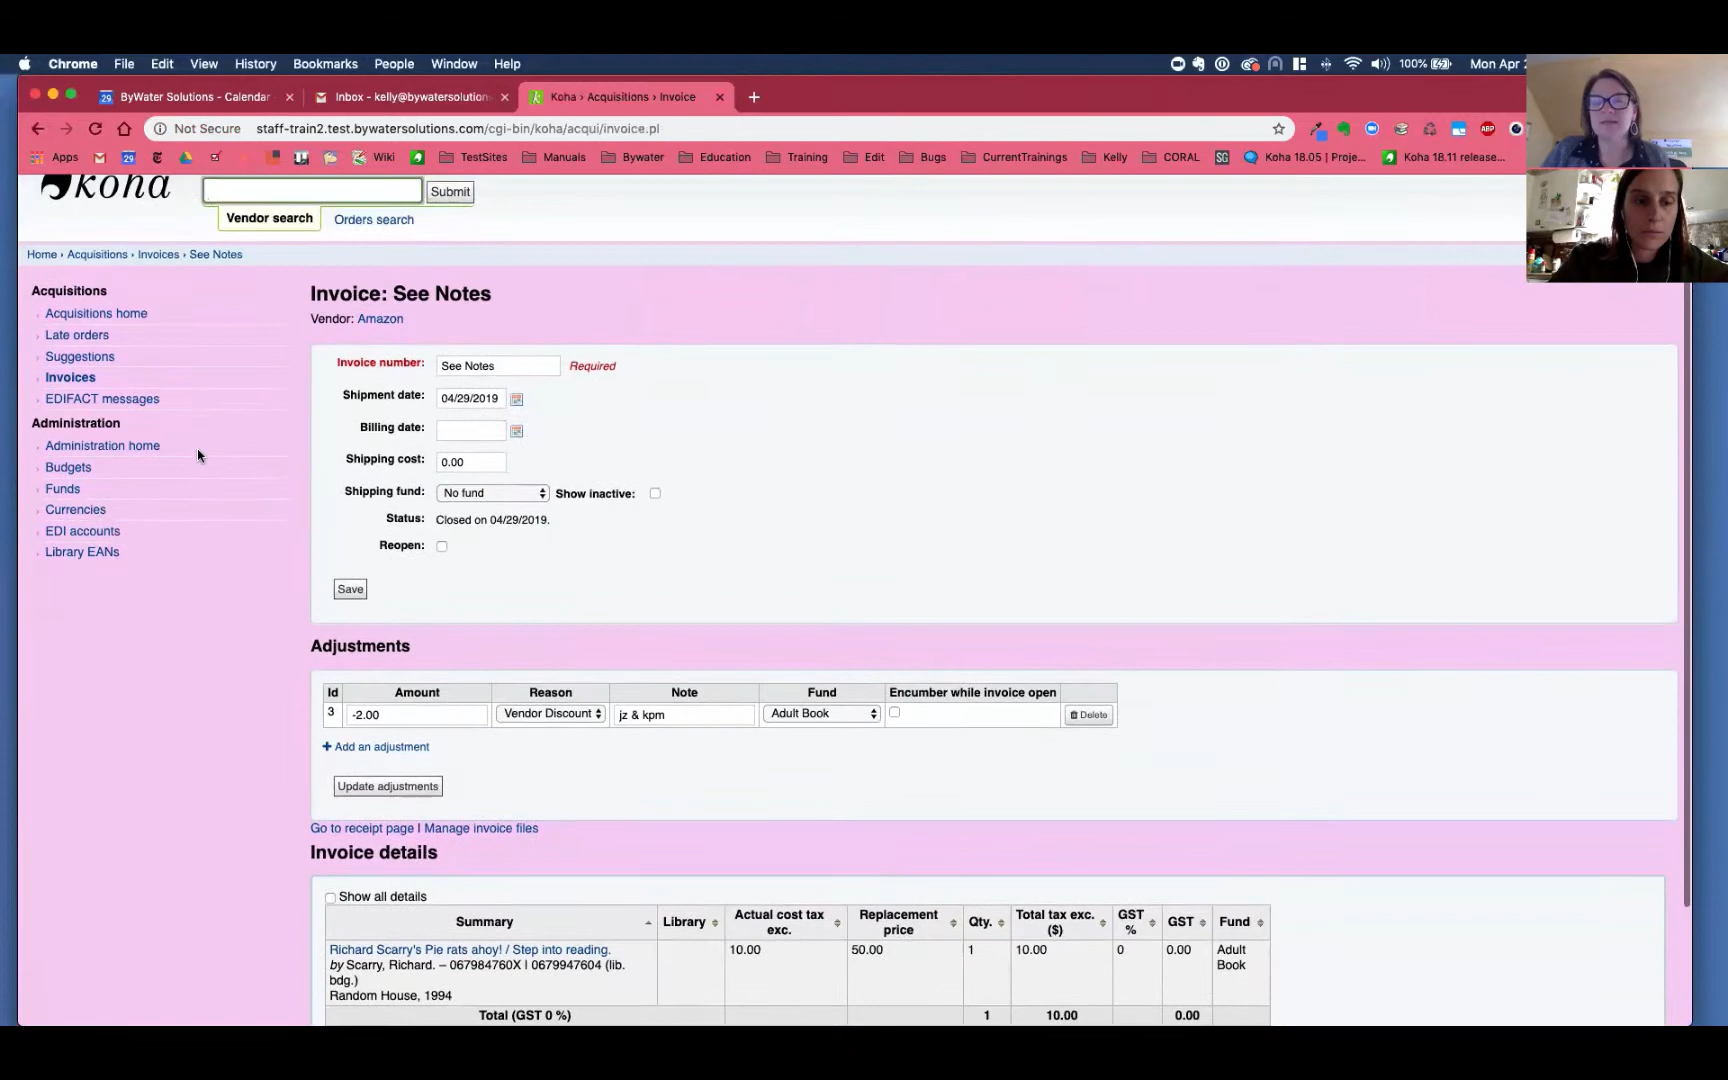 Chrome File Edit View History Bookmarks People Window Help 100% Mon Apr
ByWater Solutions - Calendar Inbox - kelly@bywatersolution Koha › Acquisitions › Invoice
Not Secure staff-train2.test.bywatersolutions.com/cgi-bin/koha/acqui/invoice.pl
Apps Wiki TestSites Manuals Bywater Education Training Edit Bugs CurrentTrainings Kelly CORAL Koha 18.05 | Proje... Koha 18.11 release...
koha Submit
Vendor search Orders search
Home › Acquisitions › Invoices › See Notes
Acquisitions
Acquisitions home
Late orders
Suggestions
Invoices
EDIFACT messages
Administration
Administration home
Budgets
Funds
Currencies
EDI accounts
Library EANs
Invoice: See Notes
Vendor: Amazon
Invoice number: See Notes Required
Shipment date: 04/29/2019
Billing date:
Shipping cost: 0.00
Shipping fund: No fund Show inactive:
Status: Closed on 04/29/2019.
Reopen:
Save
Adjustments
Id Amount Reason Note Fund Encumber while invoice open
3 -2.00 Vendor Discount jz & kpm Adult Book Delete
+ Add an adjustment
Update adjustments
Go to receipt page | Manage invoice files
Invoice details
Show all details
Summary Library Actual cost tax exc. Replacement price Qty. Total tax exc. ($) GST % GST Fund
Richard Scarry's Pie rats ahoy! / Step into reading. 10.00 50.00 1 10.00 0 0.00 Adult Book
by Scarry, Richard. – 067984760X | 0679947604 (lib.
bdg.)
Random House, 1994
Total (GST 0 %) 1 10.00 0.00